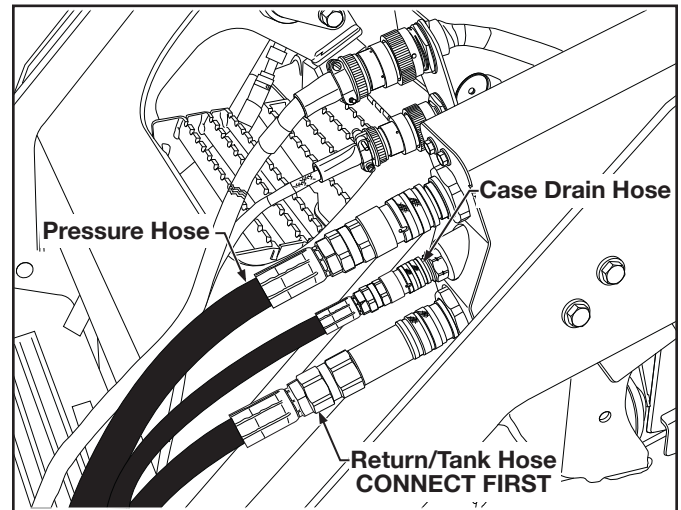 Case Drain Hose
Pressure Hose
Return/Tank Hose
CONNECT FIRST